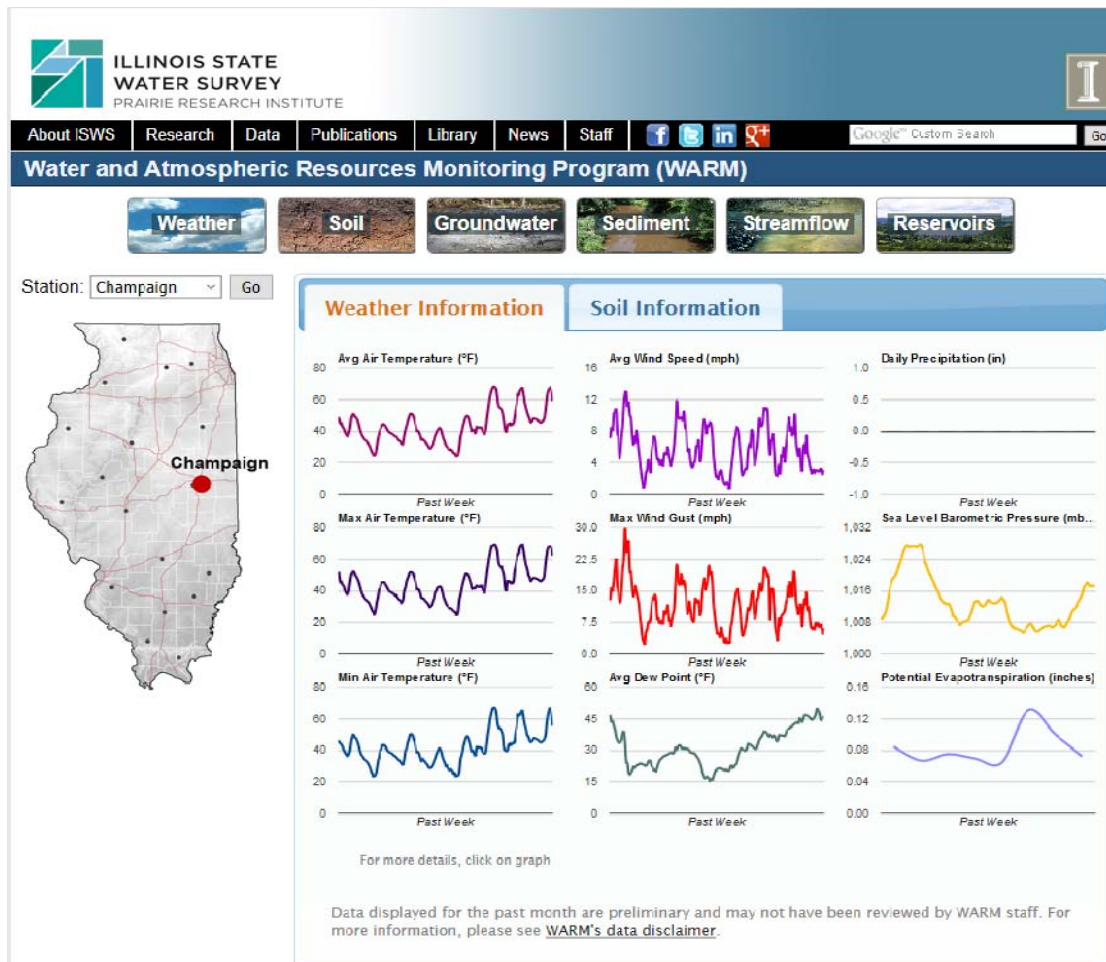 ILLINOIS STATE
WATER SURVEY
PRAIRIE RESEARCH INSTITUTE
I
About ISWS Research Data Publications Library News Staff f in g+ Google™ Custom Search Go
Water and Atmospheric Resources Monitoring Program (WARM)
Weather Soil Groundwater Sediment Streamflow Reservoirs
Station: Champaign Go
Champaign
Weather Information Soil Information
Avg Air Temperature (°F)
80
60
40
20
0
Past Week
Avg Wind Speed (mph)
16
12
8
4
0
Past Week
Daily Precipitation (in)
1.0
0.5
0.0
-0.5
-1.0
Past Week
Max Air Temperature (°F)
80
60
40
20
0
Past Week
Max Wind Gust (mph)
30.0
22.5
15.0
7.5
0.0
Past Week
Sea Level Barometric Pressure (mb...
1,032
1,024
1,016
1,008
1,000
Past Week
Min Air Temperature (°F)
80
60
40
20
0
Past Week
Avg Dew Point (°F)
60
45
30
15
0
Past Week
Potential Evapotranspiration (inches)
0.16
0.12
0.08
0.04
0.00
Past Week
For more details, click on graph
Data displayed for the past month are preliminary and may not have been reviewed by WARM staff. For
more information, please see WARM's data disclaimer.